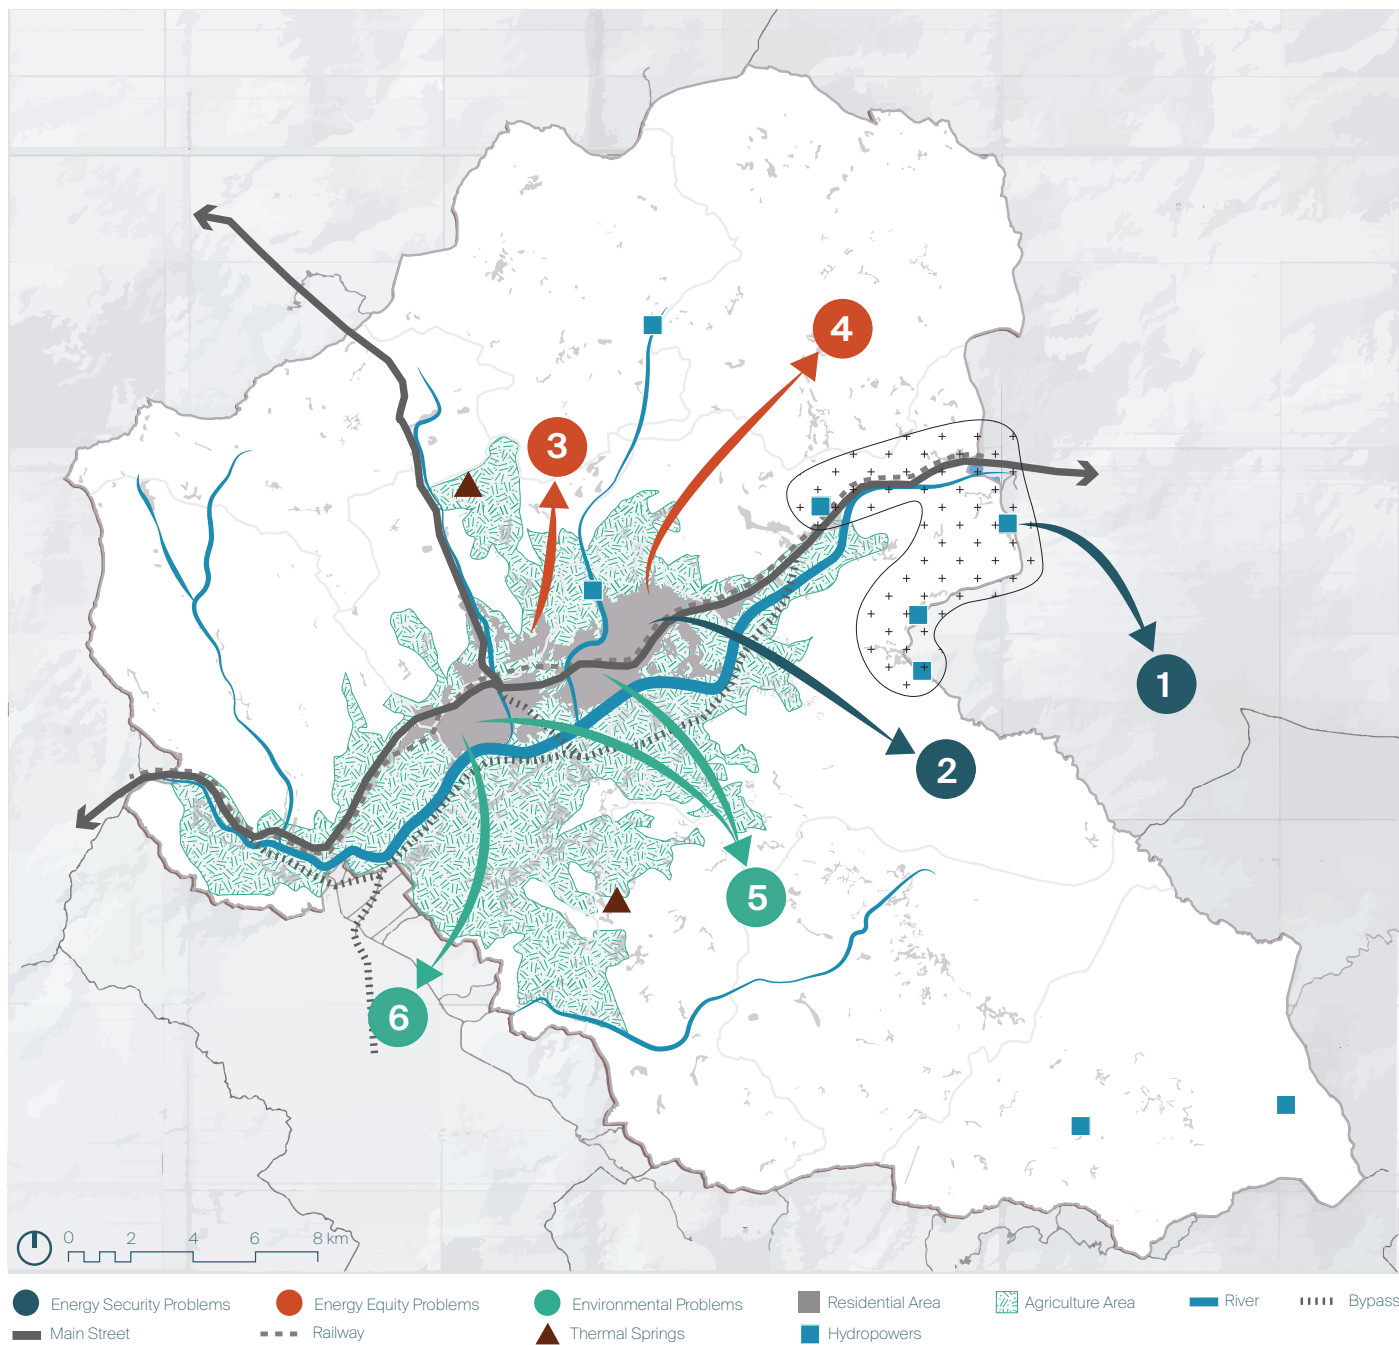 4
3
1
2
5
6
0 2 4 6 8 km
Energy Security Problems Energy Equity Problems Environmental Problems Residential Area Agriculture Area River Bypass
Main Street Railway Thermal Springs Hydropowers